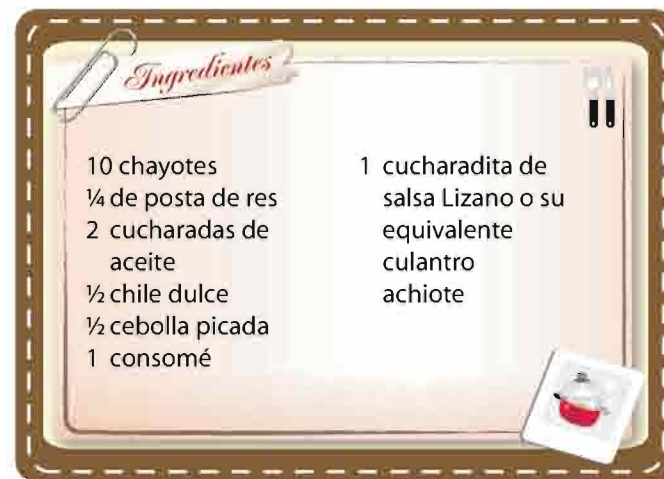 Ingredientes
10 chayotes
¼ de posta de res
2 cucharadas de
aceite
½ chile dulce
½ cebolla picada
1 consomé
1 cucharadita de
salsa Lizano o su
equivalente
culantro
achiote